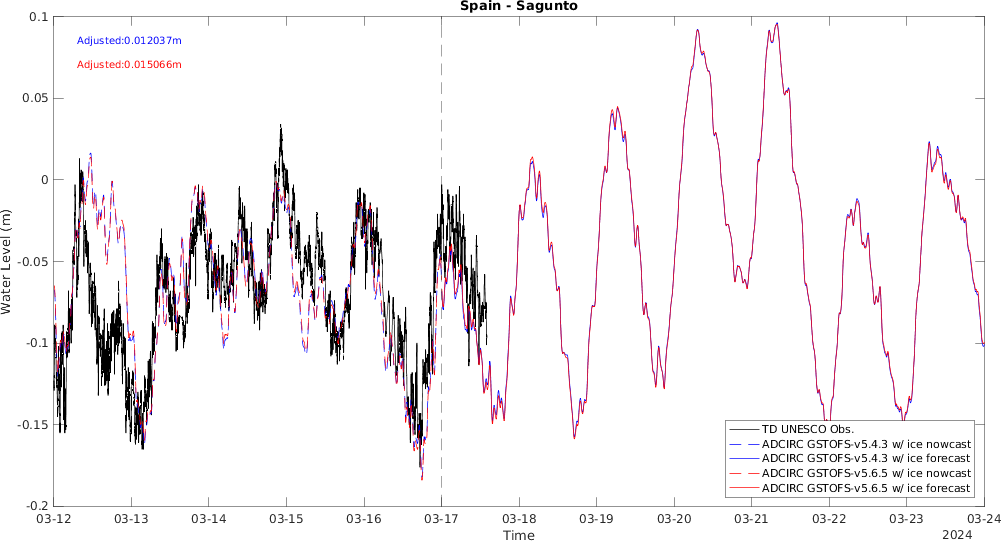 Spain - Sagunto
Adjusted:0.012037m
Adjusted:0.015066m
0.1
0.05
0
-0.05
-0.1
-0.15
-0.2
Water Level (m)
TD UNESCO Obs.
ADCIRC GSTOFS-v5.4.3 w/ ice nowcast
ADCIRC GSTOFS-v5.4.3 w/ ice forecast
ADCIRC GSTOFS-v5.6.5 w/ ice nowcast
ADCIRC GSTOFS-v5.6.5 w/ ice forecast
03-12 03-13 03-14 03-15 03-16 03-17 03-18 03-19 03-20 03-21 03-22 03-23 03-24
Time
2024